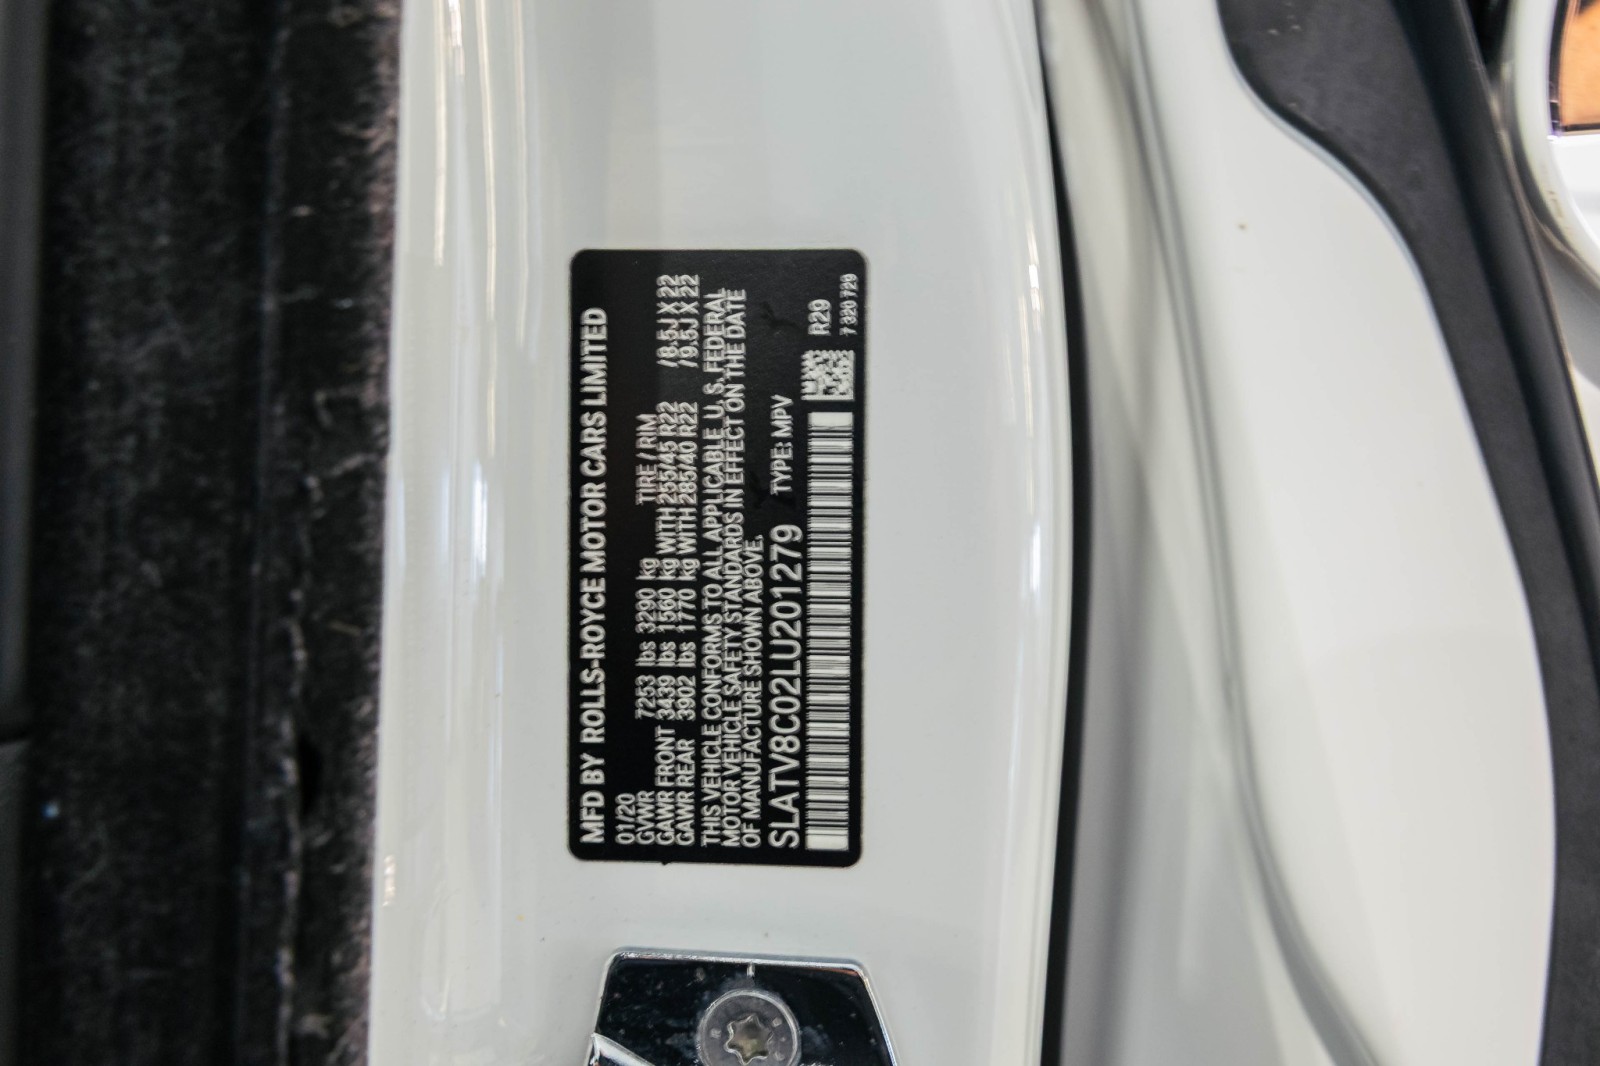 MFD BY ROLLS-ROYCE MOTOR CARS LIMITED
01/20
GVWR 7253 lbs 3290 kg TIRE / RIM
GAWR FRONT 3439 lbs 1560 kg WITH 255/45 R22 / 8.5J X 22
GAWR REAR 3902 lbs 1770 kg WITH 285/40 R22 / 9.5J X 22
THIS VEHICLE CONFORMS TO ALL APPLICABLE U.S. FEDERAL
MOTOR VEHICLE SAFETY STANDARDS IN EFFECT ON THE DATE
OF MANUFACTURE SHOWN ABOVE.
SLATV8C02LU201279 TYPE: MPV
R29
7 320 729